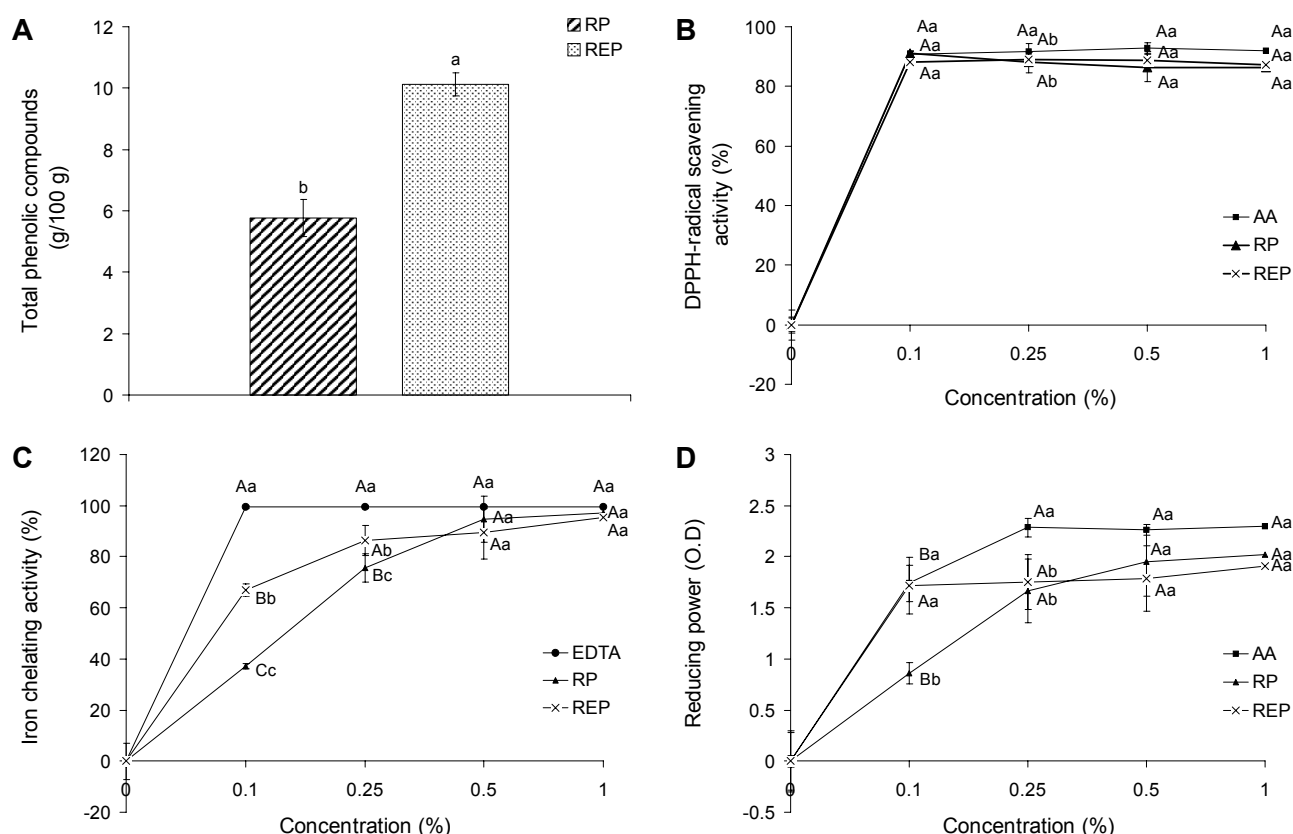 A
Total phenolic compounds
(g/100 g)
12
10
8
6
4
2
0
b
a
RP
REP
B
DPPH-radical scavening
activity (%)
100
80
60
40
20
0
-20
Aa
Aa
Aa
Aa
Ab
Ab
Aa
Aa
Aa
Aa
Aa
Aa
AA
RP
REP
0
0.1
0.25
0.5
1
Concentration (%)
C
Iron chelating activity (%)
120
100
80
60
40
20
0
-20
Aa
Bb
Cc
Aa
Ab
Bc
Aa
Aa
Aa
Aa
Aa
Aa
EDTA
RP
REP
0
0.1
0.25
0.5
1
Concentration (%)
D
Reducing power (O.D)
3
2.5
2
1.5
1
0.5
0
-0.5
Ba
Aa
Bb
Aa
Ab
Ab
Aa
Aa
Aa
Aa
Aa
Aa
AA
RP
REP
0
0.1
0.25
0.5
1
Concentration (%)